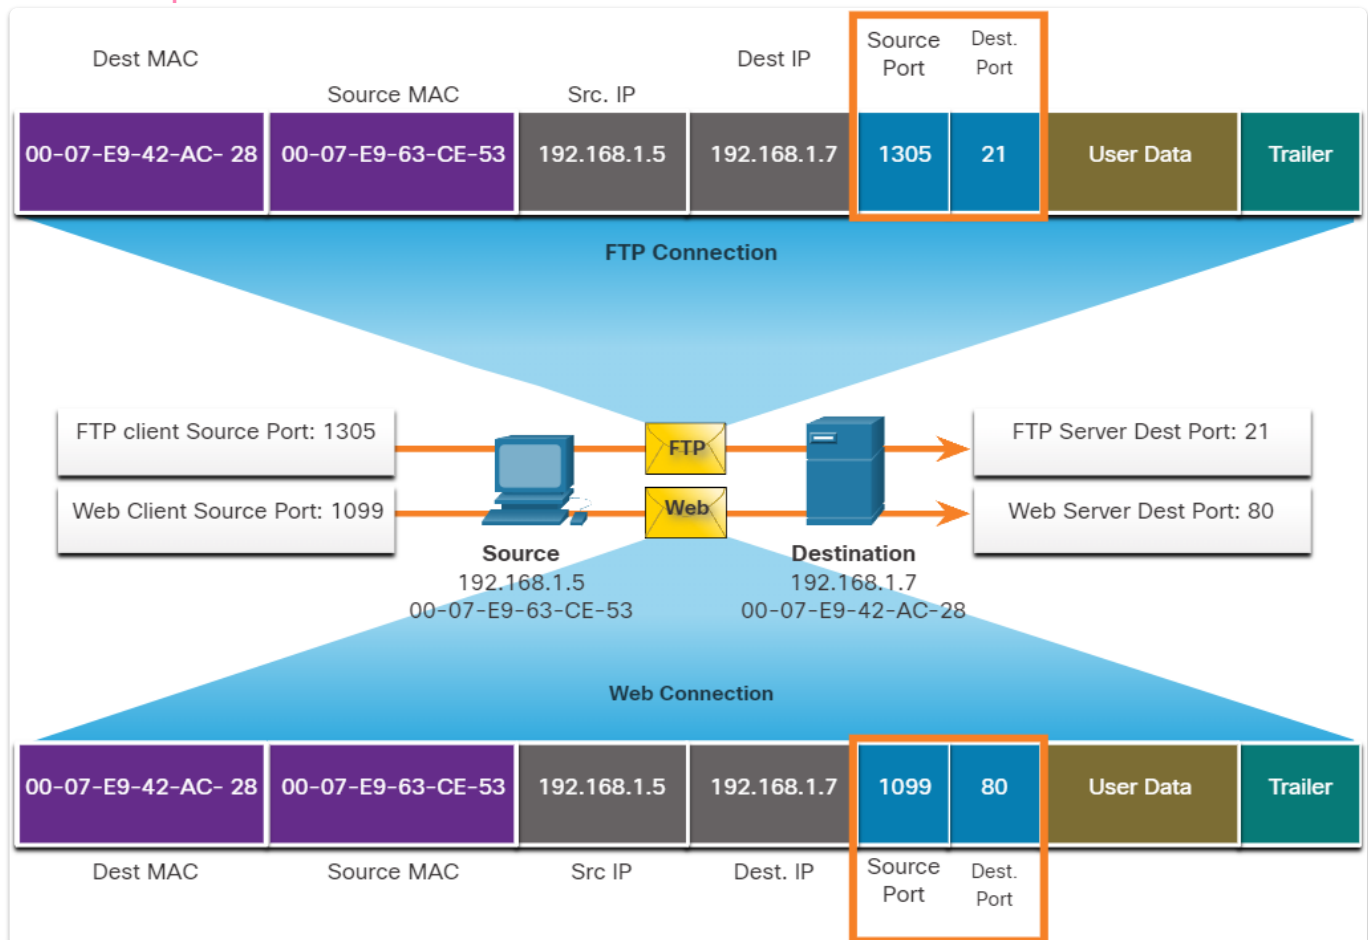 Dest MAC
Source MAC
Src. IP
Dest IP
Source
Port
Dest.
Port
00-07-E9-42-AC- 28
00-07-E9-63-CE-53
192.168.1.5
192.168.1.7
1305
21
User Data
Trailer
FTP Connection
FTP client Source Port: 1305
FTP
FTP Server Dest Port: 21
Web Client Source Port: 1099
Web
Web Server Dest Port: 80
Source
192.168.1.5
00-07-E9-63-CE-53
Destination
192.168.1.7
00-07-E9-42-AC-28
Web Connection
00-07-E9-42-AC- 28
00-07-E9-63-CE-53
192.168.1.5
192.168.1.7
1099
80
User Data
Trailer
Dest MAC
Source MAC
Src IP
Dest. IP
Source
Port
Dest.
Port